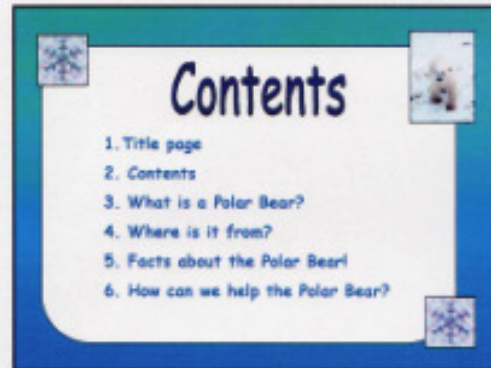 Contents
1. Title page
2. Contents
3. What is a Polar Bear?
4. Where is it from?
5. Facts about the Polar Bear!
6. How can we help the Polar Bear?